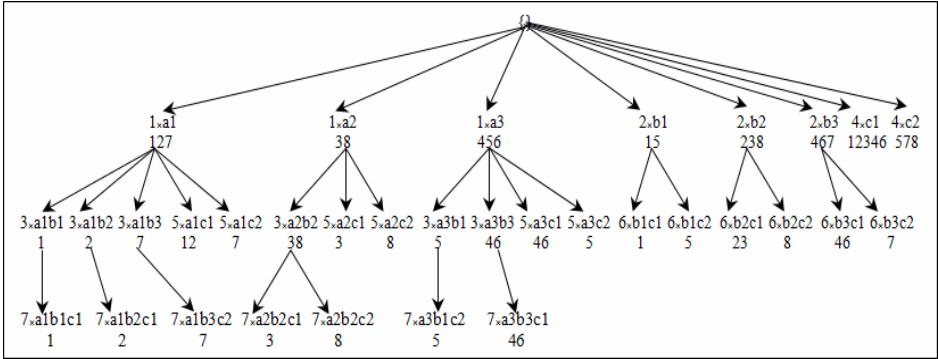 {}
1×a1 1×a2 1×a3 2×b1 2×b2 2×b3 4×c1 4×c2
127 38 456 15 238 467 12346 578
3×a1b1 3×a1b2 3×a1b3 5×a1c1 5×a1c2 3×a2b2 5×a2c1 5×a2c2 3×a3b1 3×a3b3 5×a3c1 5×a3c2 6×b1c1 6×b1c2 6×b2c1 6×b2c2 6×b3c1 6×b3c2
1 2 7 12 7 38 3 8 5 46 46 5 1 5 23 8 46 7
7×a1b1c1 7×a1b2c1 7×a1b3c2 7×a2b2c1 7×a2b2c2 7×a3b1c2 7×a3b3c1
1 2 7 3 8 5 46